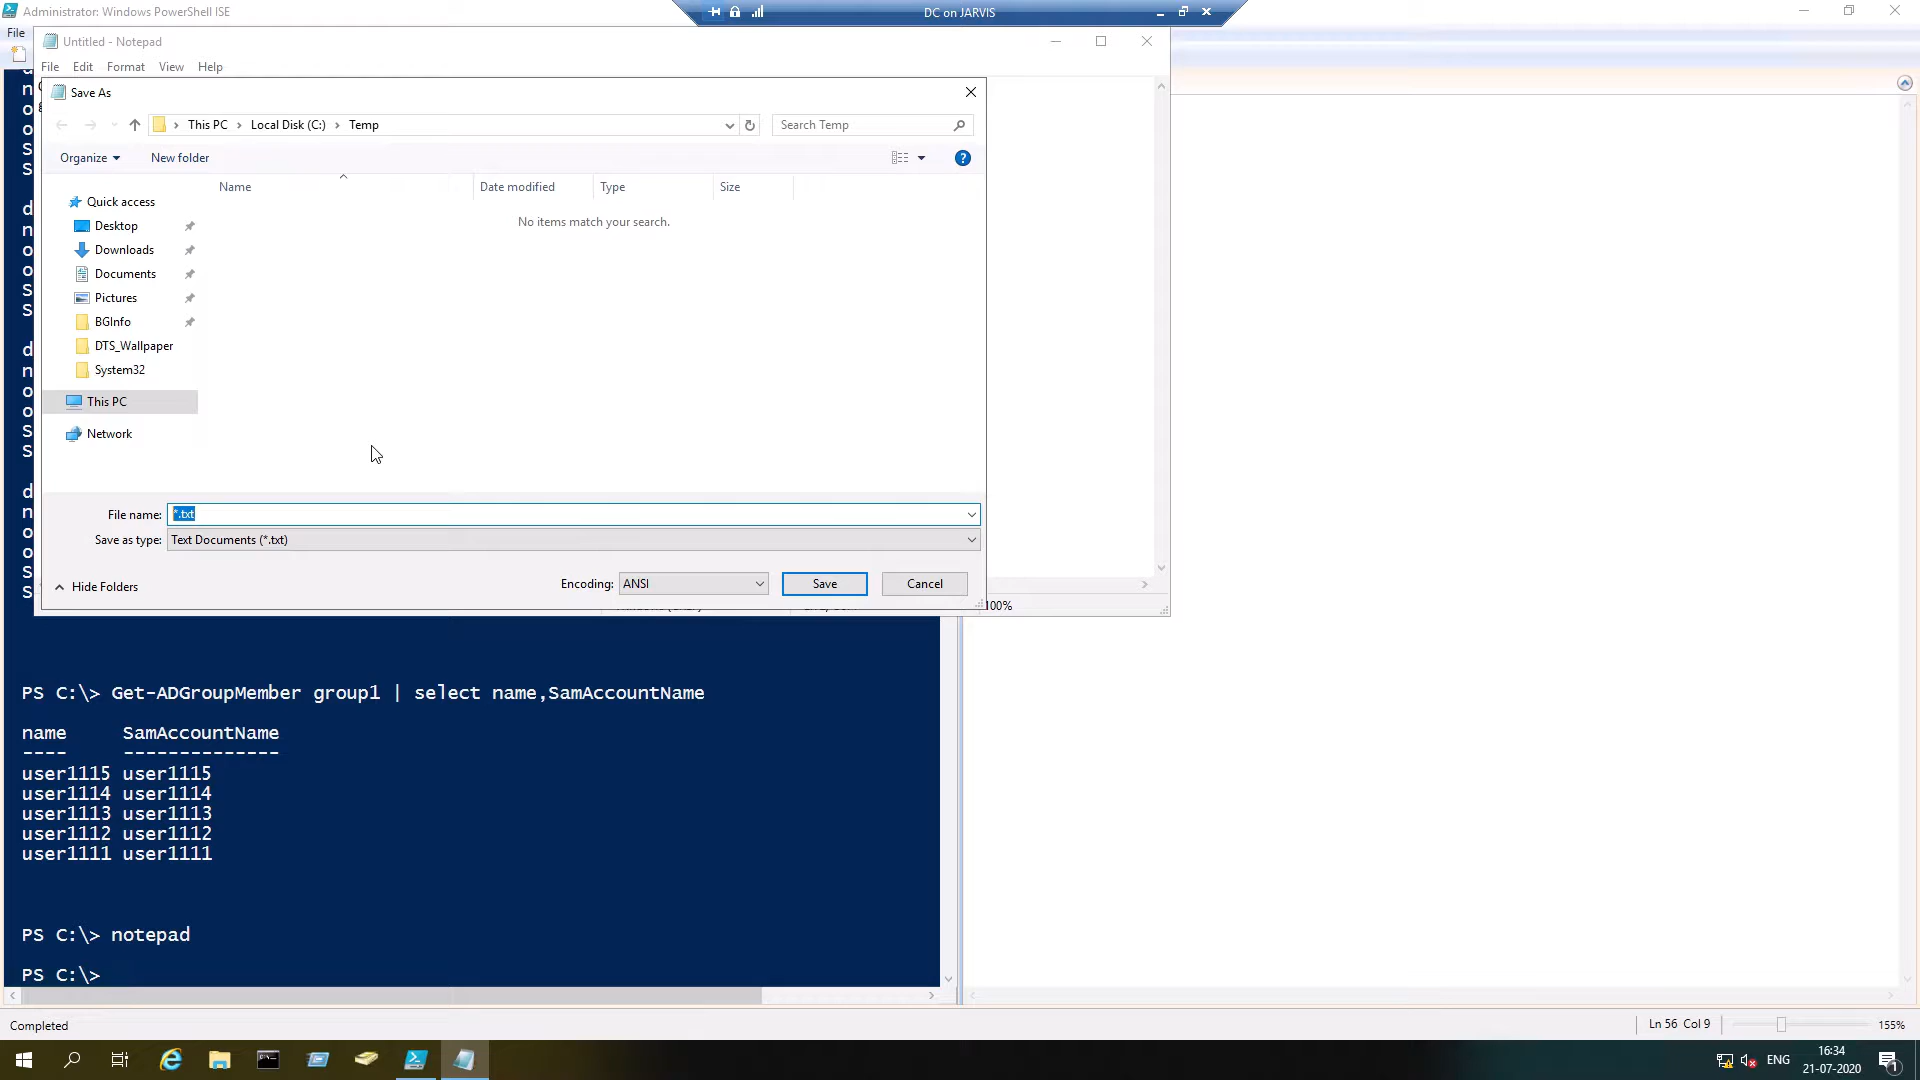 Administrator: Windows PowerShell ISE
DC on JARVIS
File
Untitled - Notepad
File Edit Format View Help
Save As
This PC Local Disk (C:) Temp
Search Temp
Organize New folder
Name Date modified Type Size
No items match your search.
Quick access
Desktop
Downloads
Documents
Pictures
BGInfo
DTS_Wallpaper
System32
This PC
Network
File name: *.txt
Save as type: Text Documents (*.txt)
Hide Folders
Encoding: ANSI Save Cancel
100%
PS C:\> Get-ADGroupMember group1 | select name,SamAccountName
name SamAccountName
---- --------------
user1115 user1115
user1114 user1114
user1113 user1113
user1112 user1112
user1111 user1111
PS C:\> notepad
PS C:\>
Completed
Ln 56 Col 9
155%
ENG
16:34
21-07-2020
1